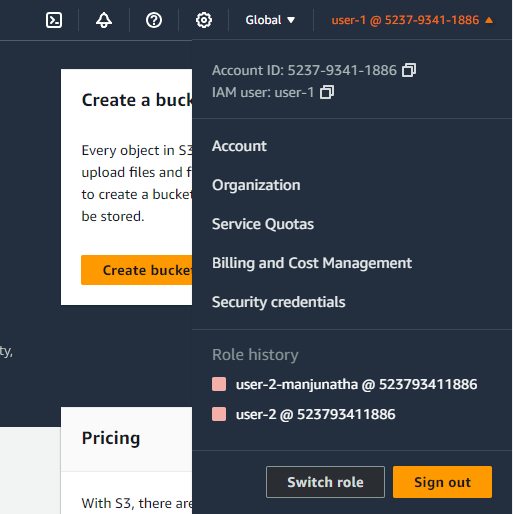 Global
user-1 @ 5237-9341-1886
Account ID: 5237-9341-1886
IAM user: user-1
Account
Organization
Service Quotas
Billing and Cost Management
Security credentials
Role history
user-2-manjunatha @ 523793411886
user-2 @ 523793411886
Switch role
Sign out
Create a buck
Every object in S3
upload files and f
to create a bucket
be stored.
Create bucket
ty,
Pricing
With S3, there are